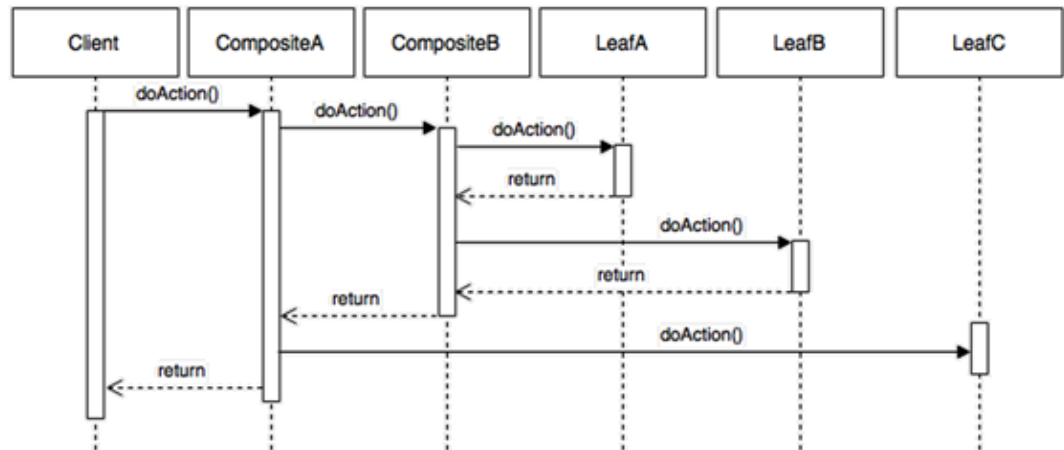 Client
CompositeA
CompositeB
LeafA
LeafB
LeafC
doAction()
doAction()
doAction()
return
doAction()
return
return
doAction()
return